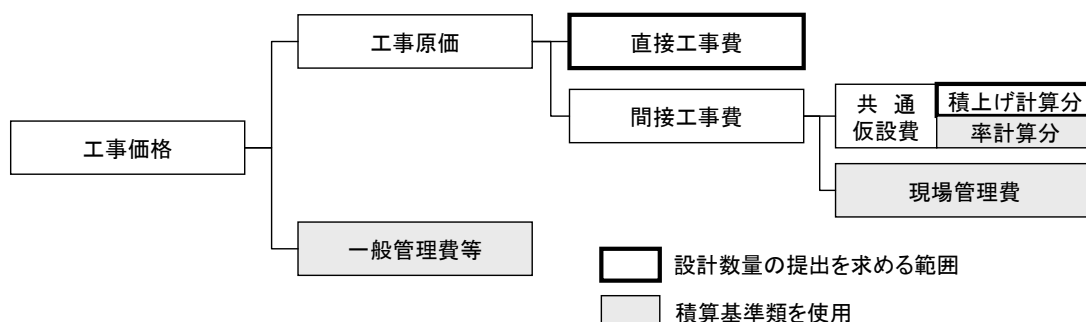 工事価格
工事原価
直接工事費
間接工事費
共 通
仮設費
積上げ計算分
率計算分
現場管理費
一般管理費等
設計数量の提出を求める範囲
積算基準類を使用